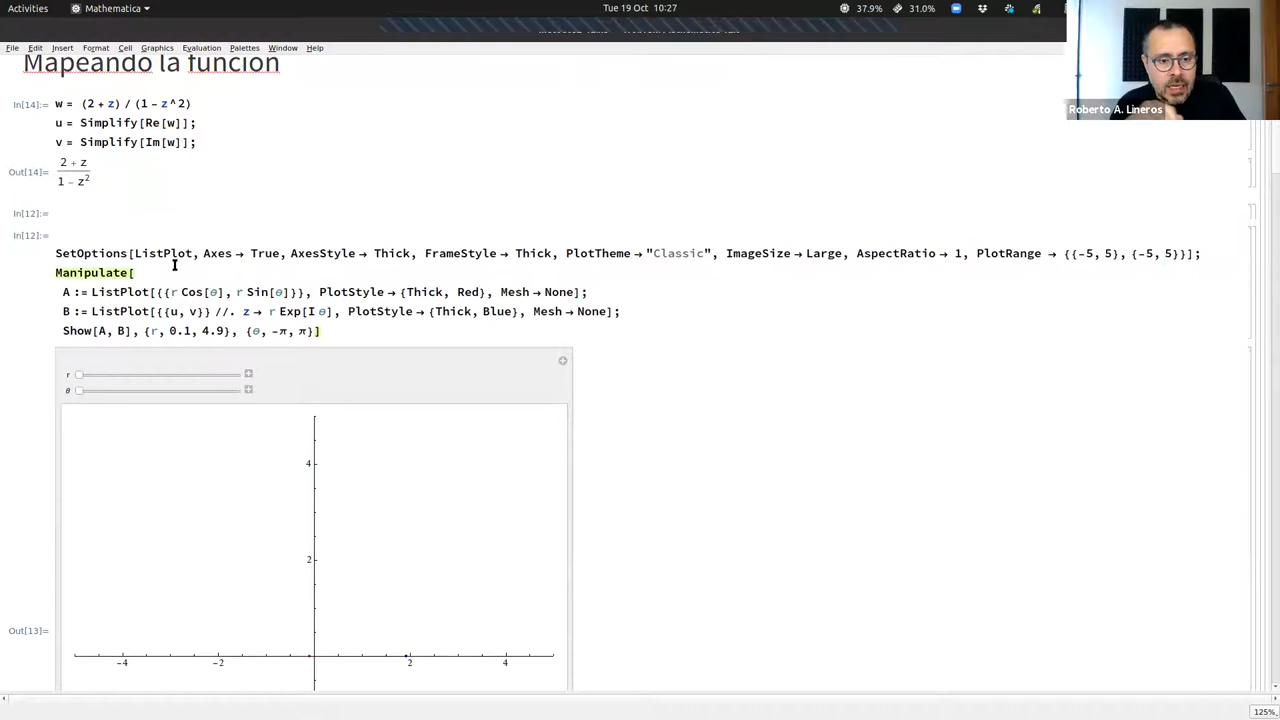 Activities Mathematica Tue 19 Oct 10:27 37.9% 31.0%
File Edit Insert Format Cell Graphics Evaluation Palettes Window Help
Mapeando la función
Roberto A. Lineros
In[14]:= w = (2 + z) / (1 - z ^ 2)
u = Simplify[Re[w]];
v = Simplify[Im[w]];
Out[14]= 2 + z
1 - z²
In[12]:=
In[12]:=
SetOptions[ListPlot, Axes → True, AxesStyle → Thick, FrameStyle → Thick, PlotTheme → "Classic", ImageSize → Large, AspectRatio → 1, PlotRange → {{-5, 5}, {-5, 5}}];
Manipulate[
A := ListPlot[{{r Cos[θ], r Sin[θ]}}, PlotStyle → {Thick, Red}, Mesh → None];
B := ListPlot[{{u, v}} //. z → r Exp[I θ], PlotStyle → {Thick, Blue}, Mesh → None];
Show[A, B], {r, 0.1, 4.9}, {θ, -π, π}]
r
θ
4
2
Out[13]=
-4 -2 2 4
125%